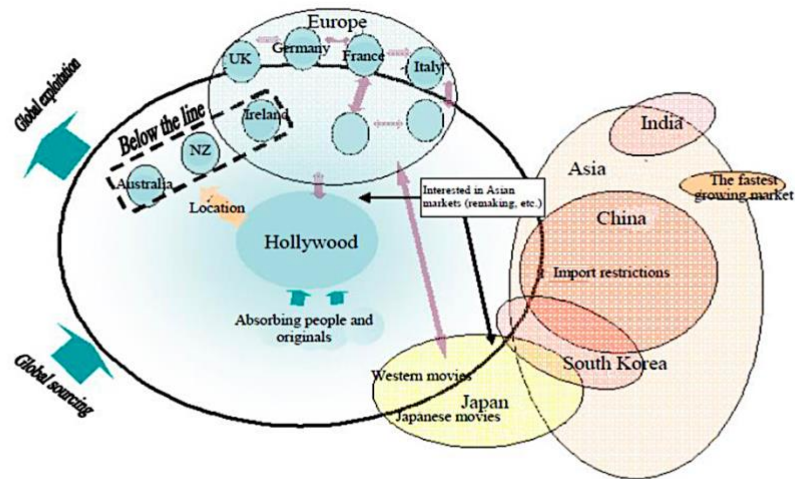 Europe
UK
Germany
France
Italy
Global exploitation
Below the line
Ireland
NZ
Australia
India
Asia
The fastest
growing market
Interested in Asian
markets (remaking, etc.)
Location
China
Hollywood
Import restrictions
Absorbing people and
originals
Global sourcing
South Korea
Western movies
Japan
Japanese movies